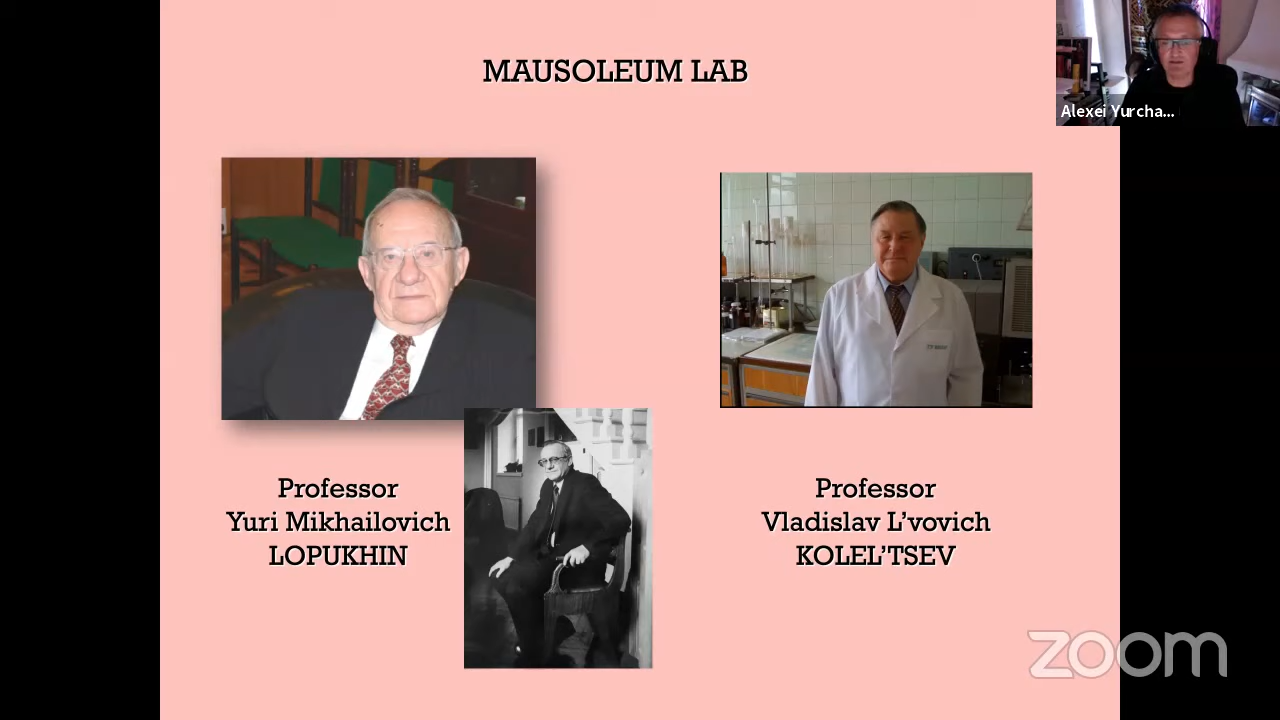 MAUSOLEUM LAB
Alexei Yurcha...
Professor
Yuri Mikhailovich
LOPUKHIN
Professor
Vladislav L’vovich
KOLEL’TSEV
zoom